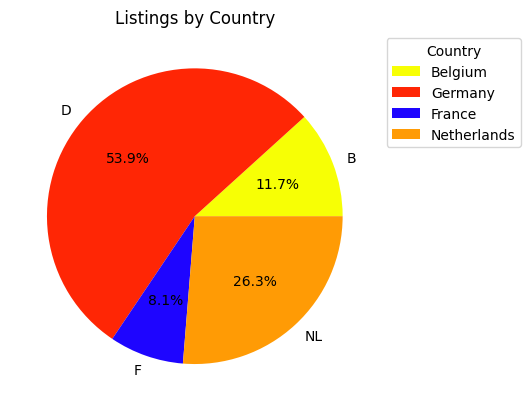 Listings by Country
Country
Belgium
Germany
France
Netherlands
D
B
53.9%
11.7%
26.3%
8.1%
NL
F